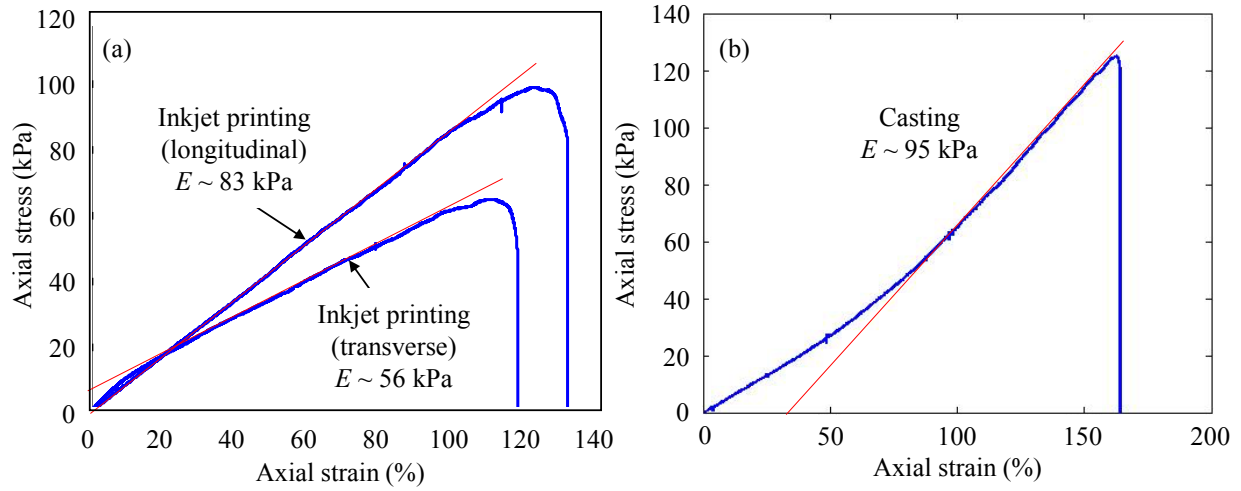 (a)
120
100
80
60
40
20
0
Axial stress (kPa)
Inkjet printing
(longitudinal)
E ~ 83 kPa
Inkjet printing
(transverse)
E ~ 56 kPa
0 20 40 60 80 100 120 140
Axial strain (%)
(b)
140
120
100
80
60
40
20
0
Axial stress (kPa)
Casting
E ~ 95 kPa
0 50 100 150 200
Axial strain (%)